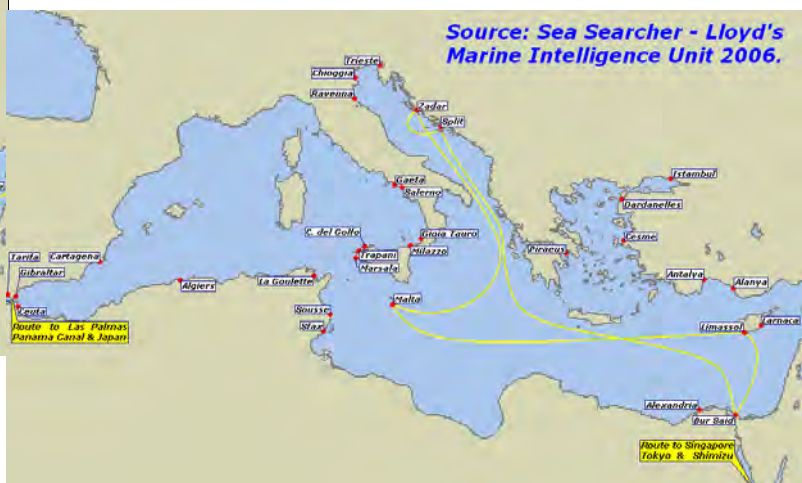 Source: Sea Searcher - Lloyd's
Marine Intelligence Unit 2006.
Trieste
Chioggia
Ravenna
Zadar
Split
Istambul
Gaeta
Salerno
Dardanelles
C. del Golfo
Gioia Tauro
Cesme
Tarifa
Cartagena
Trapani
Milazzo
Piraeus
Gibraltar
Marsala
Antalya
Algiers
La Goulette
Alanya
Ceuta
Malta
Sousse
Larnaca
Limassol
Sfax
Route to Las Palmas
Panama Canal & Japan
Alexandria
Bur Said
Route to Singapore
Tokyo & Shimizu